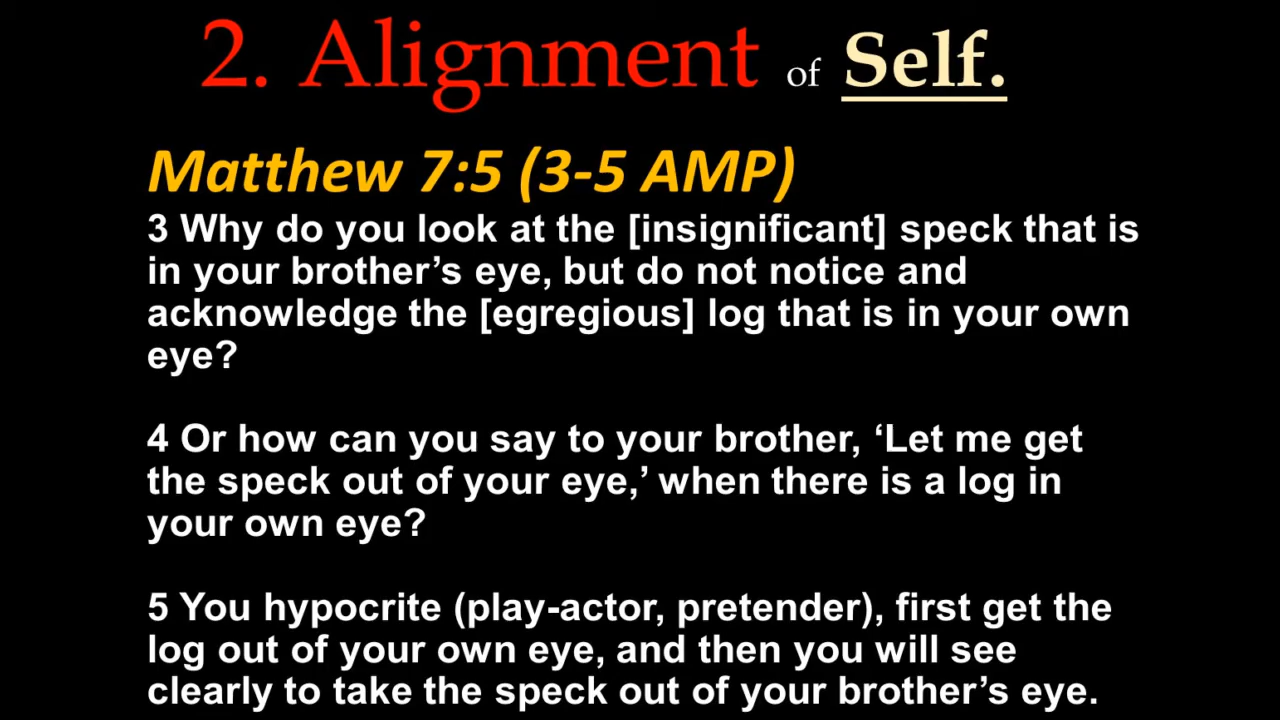 2. Alignment of Self.
Matthew 7:5 (3-5 AMP)
3 Why do you look at the [insignificant] speck that is
in your brother’s eye, but do not notice and
acknowledge the [egregious] log that is in your own
eye?
4 Or how can you say to your brother, ‘Let me get
the speck out of your eye,’ when there is a log in
your own eye?
5 You hypocrite (play-actor, pretender), first get the
log out of your own eye, and then you will see
clearly to take the speck out of your brother’s eye.